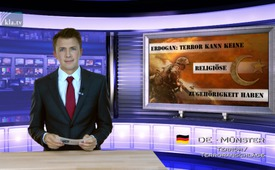 kla.tv
ERDOGAN: TERROR KANN KEINE
RELIGIÖSE
ZUGEHÖRIGKEIT HABEN
DE - MÜNSTER